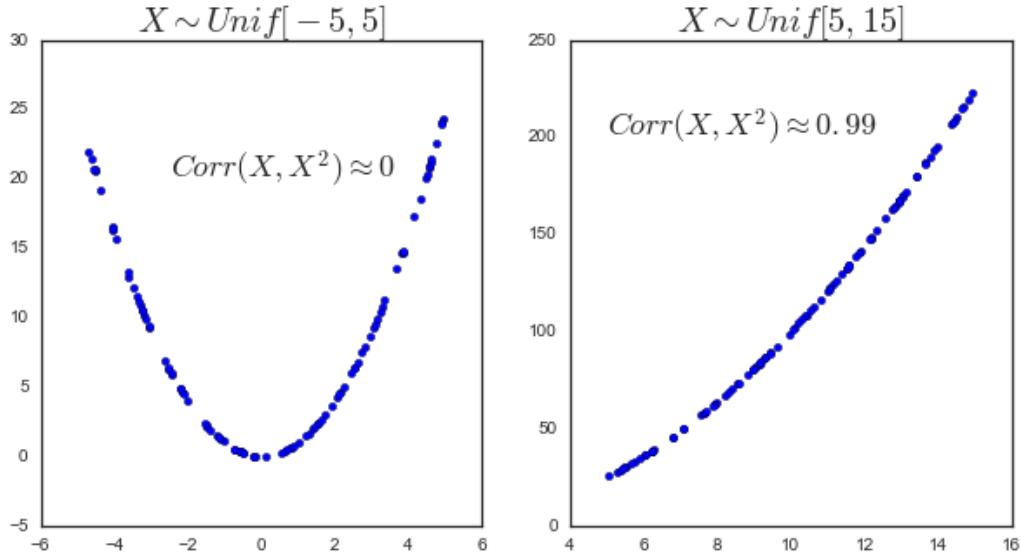 X ∼ Unif[−5, 5]
30
25
20
15
10
5
0
−5
Corr(X, X²) ≈ 0
−6 −4 −2 0 2 4 6
X ∼ Unif[5, 15]
250
200
150
100
50
0
Corr(X, X²) ≈ 0.99
4 6 8 10 12 14 16